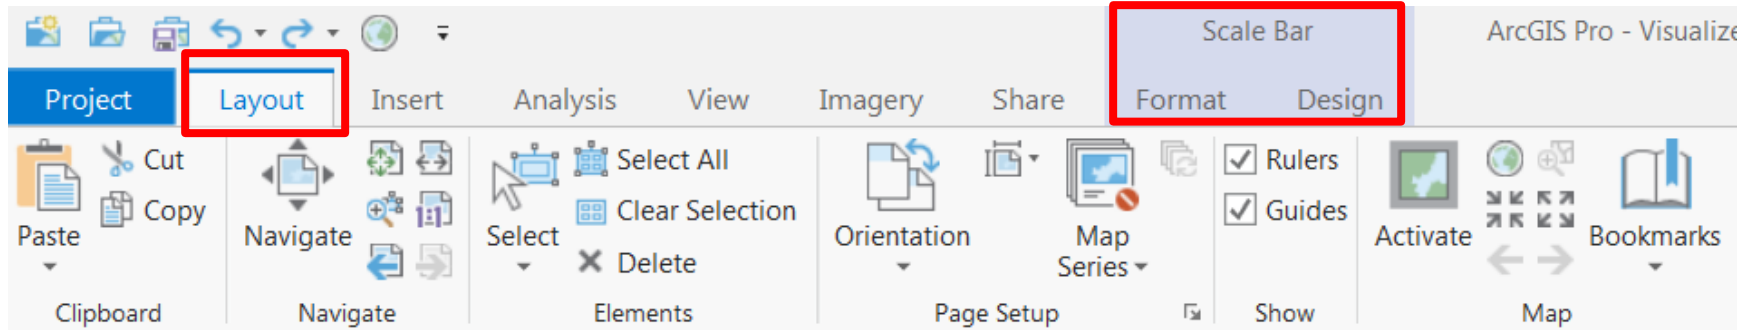 Scale Bar
ArcGIS Pro - Visualize
Project Layout Insert Analysis View Imagery Share Format Design
Cut
Copy
Paste
Clipboard
Navigate
1:1
Navigate
Select
Select All
Clear Selection
Delete
Elements
Orientation
Map
Series
Page Setup
Rulers
Guides
Show
Activate
Bookmarks
Map